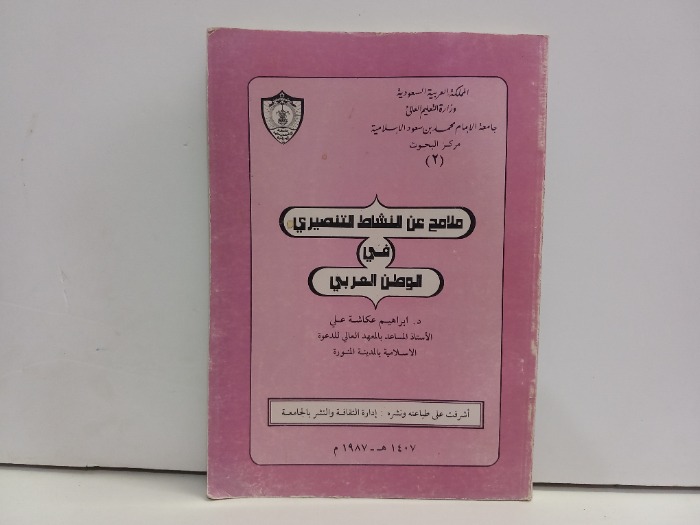 المملكة العربية السعودية
وزارة التعليم العالي
جامعة الإمام محمد بن سعود الإسلامية
مركز البحوث
(٢)
ملامح عن النشاط التنصيري
في
الوطن العربي
د. ابراهيم عكاشة علي
الأستاذ المساعد بالمعهد العالي للدعوة
الاسلامية بالمدينة المنورة
أشرفت على طباعته ونشره : إدارة الثقافة والنشر بالجامعة
١٤٠٧ هـ - ١٩٨٧ م